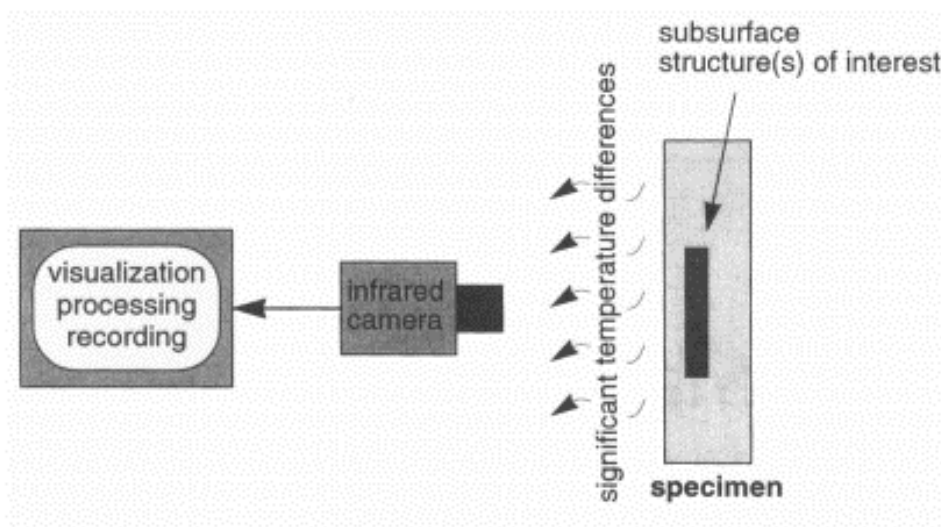 subsurface
structure(s) of interest
significant temperature differences
visualization
processing
recording
infrared
camera
specimen